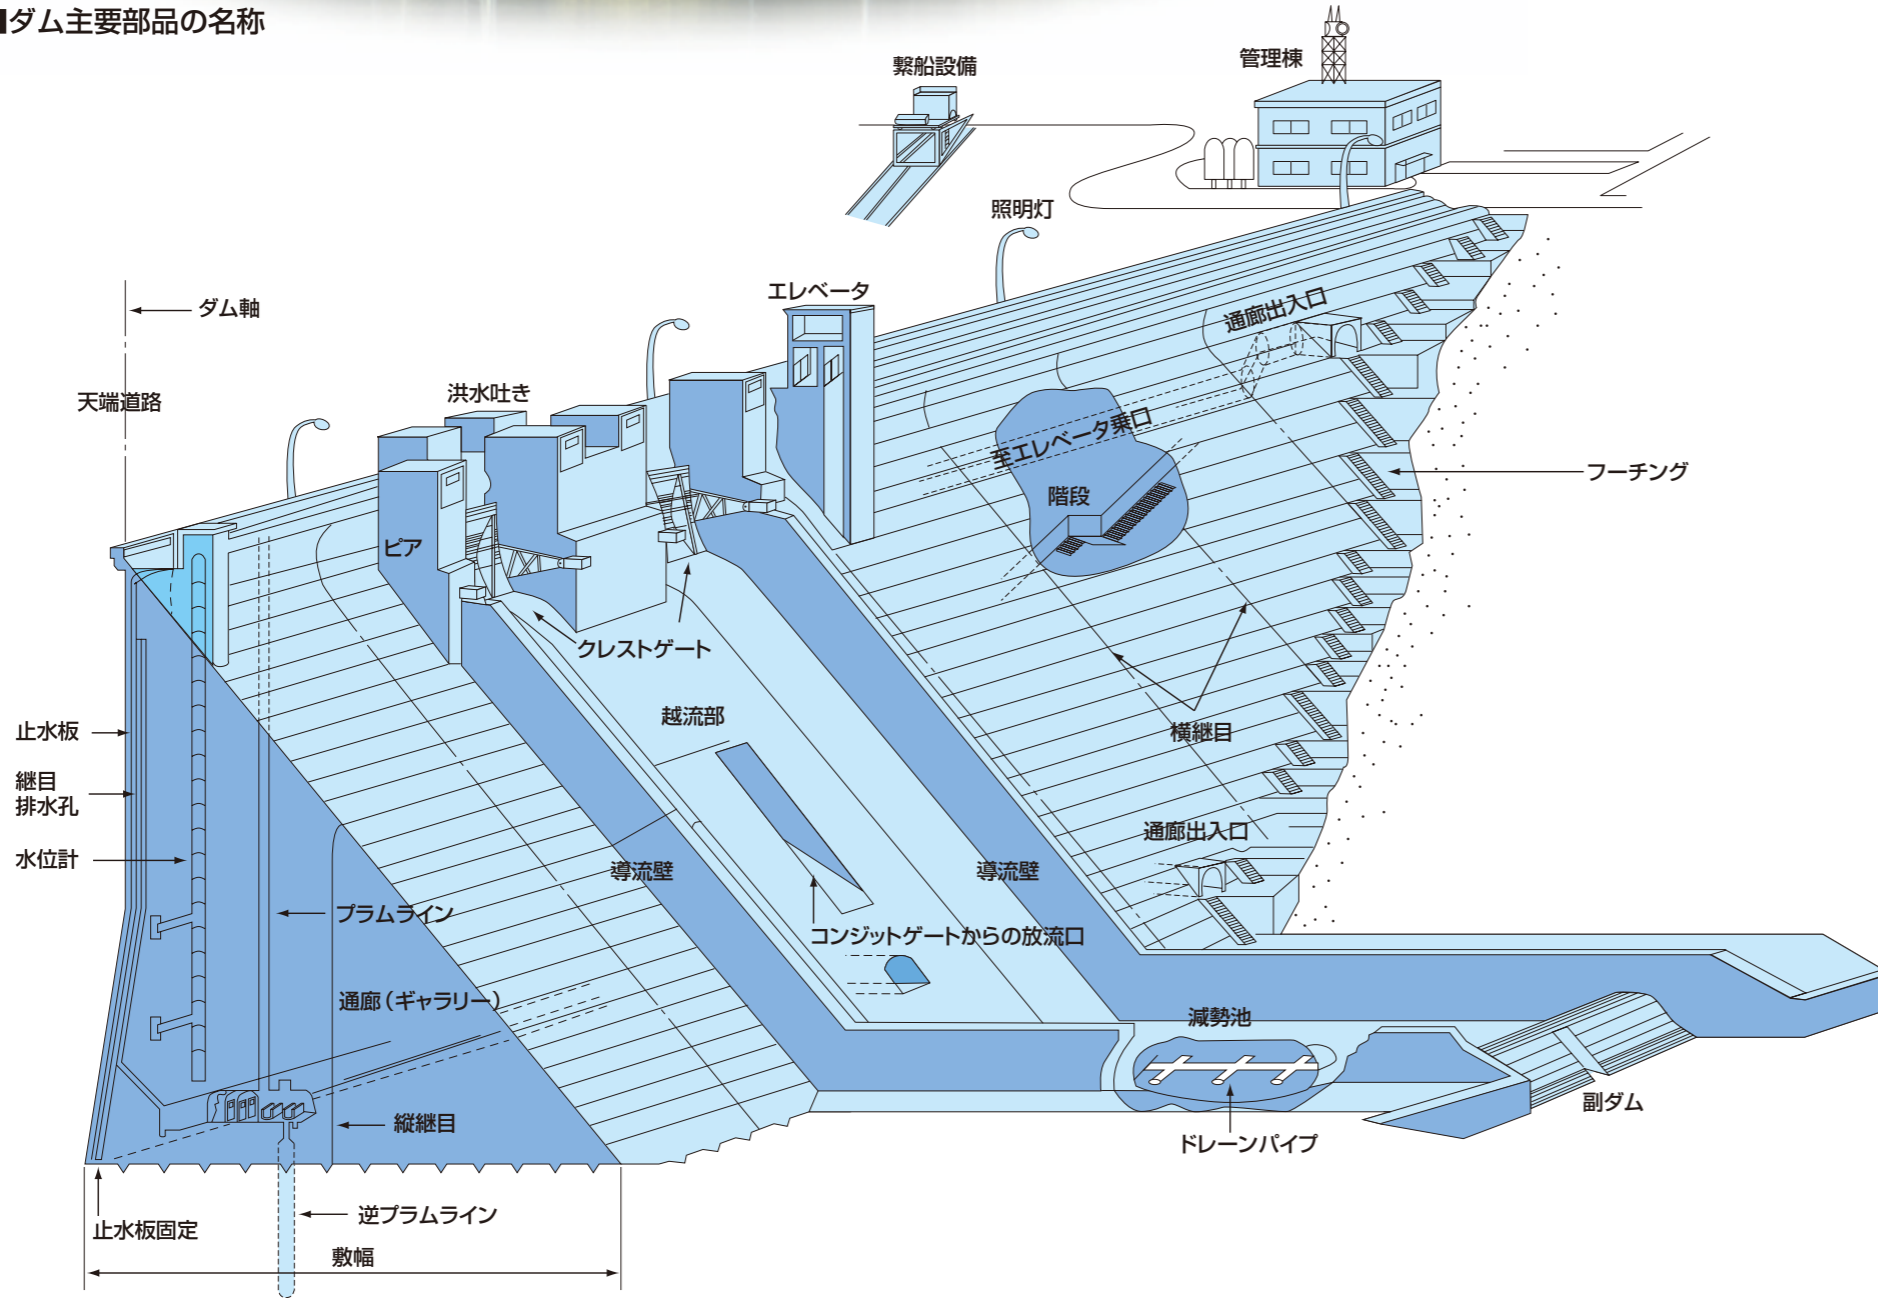 ■ダム主要部品の名称
繋船設備
管理棟
照明灯
エレベータ
ダム軸
通廊出入口
天端道路
洪水吐き
至エレベータ乗口
フーチング
階段
ピア
クレストゲート
越流部
横継目
止水板
継目
排水孔
水位計
通廊出入口
導流壁
導流壁
プラムライン
コンジットゲートからの放流口
通廊(ギャラリー)
減勢池
副ダム
縦継目
ドレーンパイプ
逆プラムライン
止水板固定
敷幅